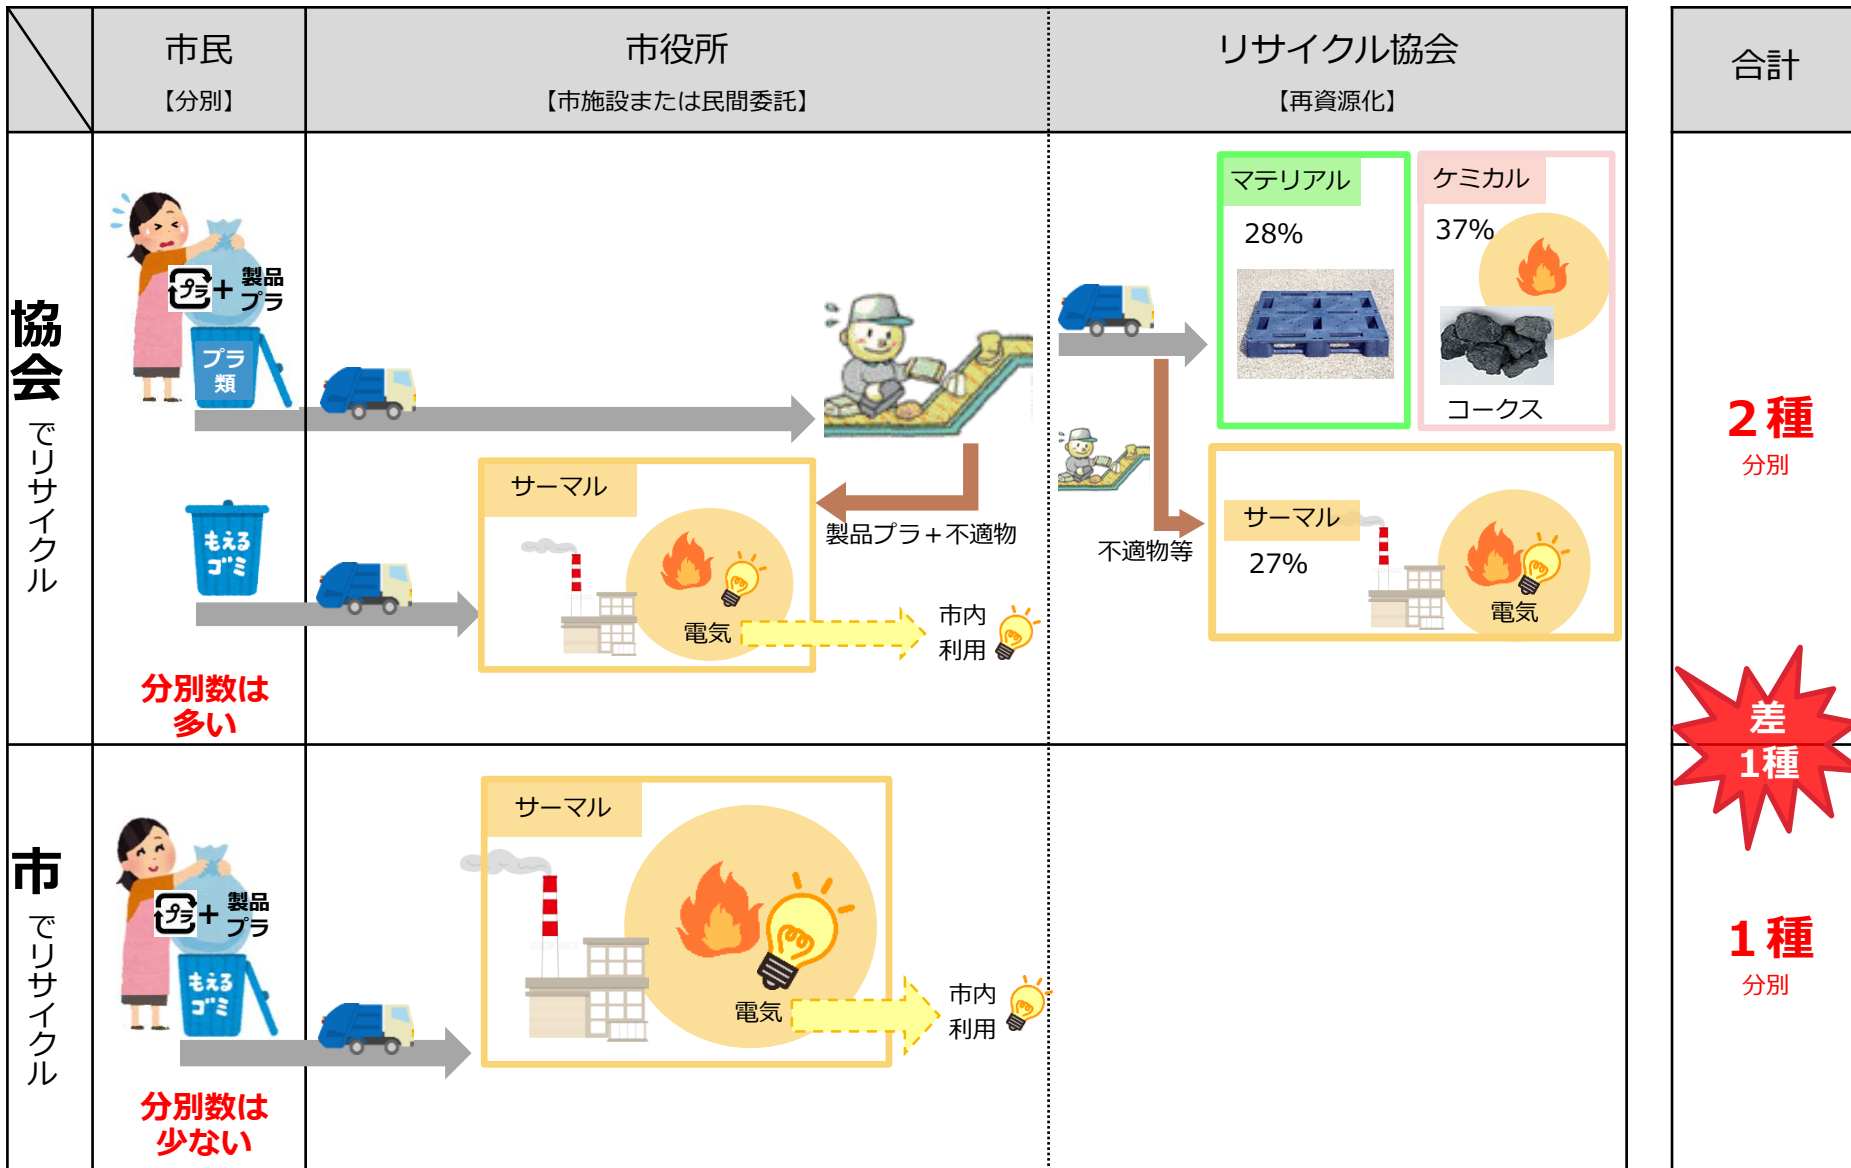 市民
【分別】
市役所
【市施設または民間委託】
リサイクル協会
【再資源化】
合計
協会でリサイクル
プラ
+
製品
プラ
プラ
類
もえる
ゴミ
分別数は
多い
サーマル
電気
製品プラ+不適物
市内
利用
マテリアル
28%
ケミカル
37%
コークス
不適物等
サーマル
27%
電気
2種
分別
差
1種
市でリサイクル
プラ
+
製品
プラ
もえる
ゴミ
分別数は
少ない
サーマル
電気
市内
利用
1種
分別